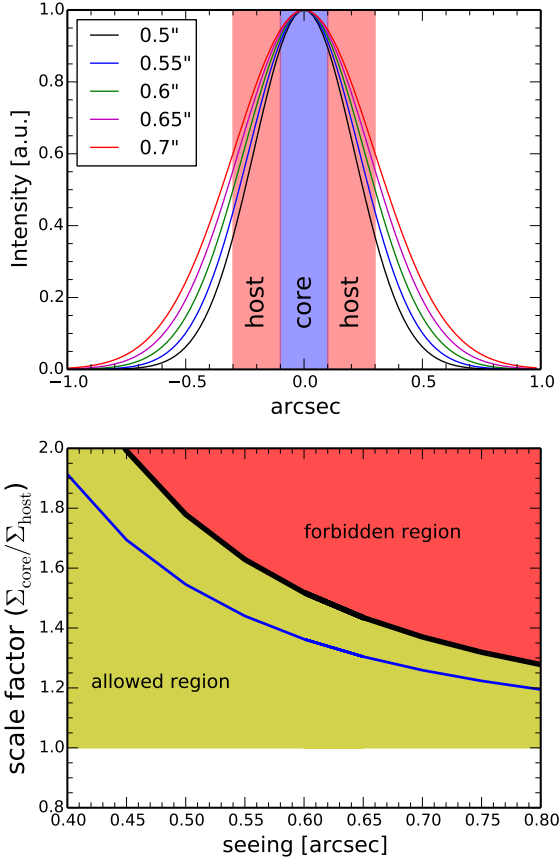 1.0
0.8
0.6
0.4
0.2
0.0
Intensity [a.u.]
0.5"
0.55"
0.6"
0.65"
0.7"
host
core
host
−1.0 −0.5 0.0 0.5 1.0
arcsec
2.0
1.8
1.6
1.4
1.2
1.0
0.8
scale factor (Σcore/Σhost)
forbidden region
allowed region
0.40 0.45 0.50 0.55 0.60 0.65 0.70 0.75 0.80
seeing [arcsec]